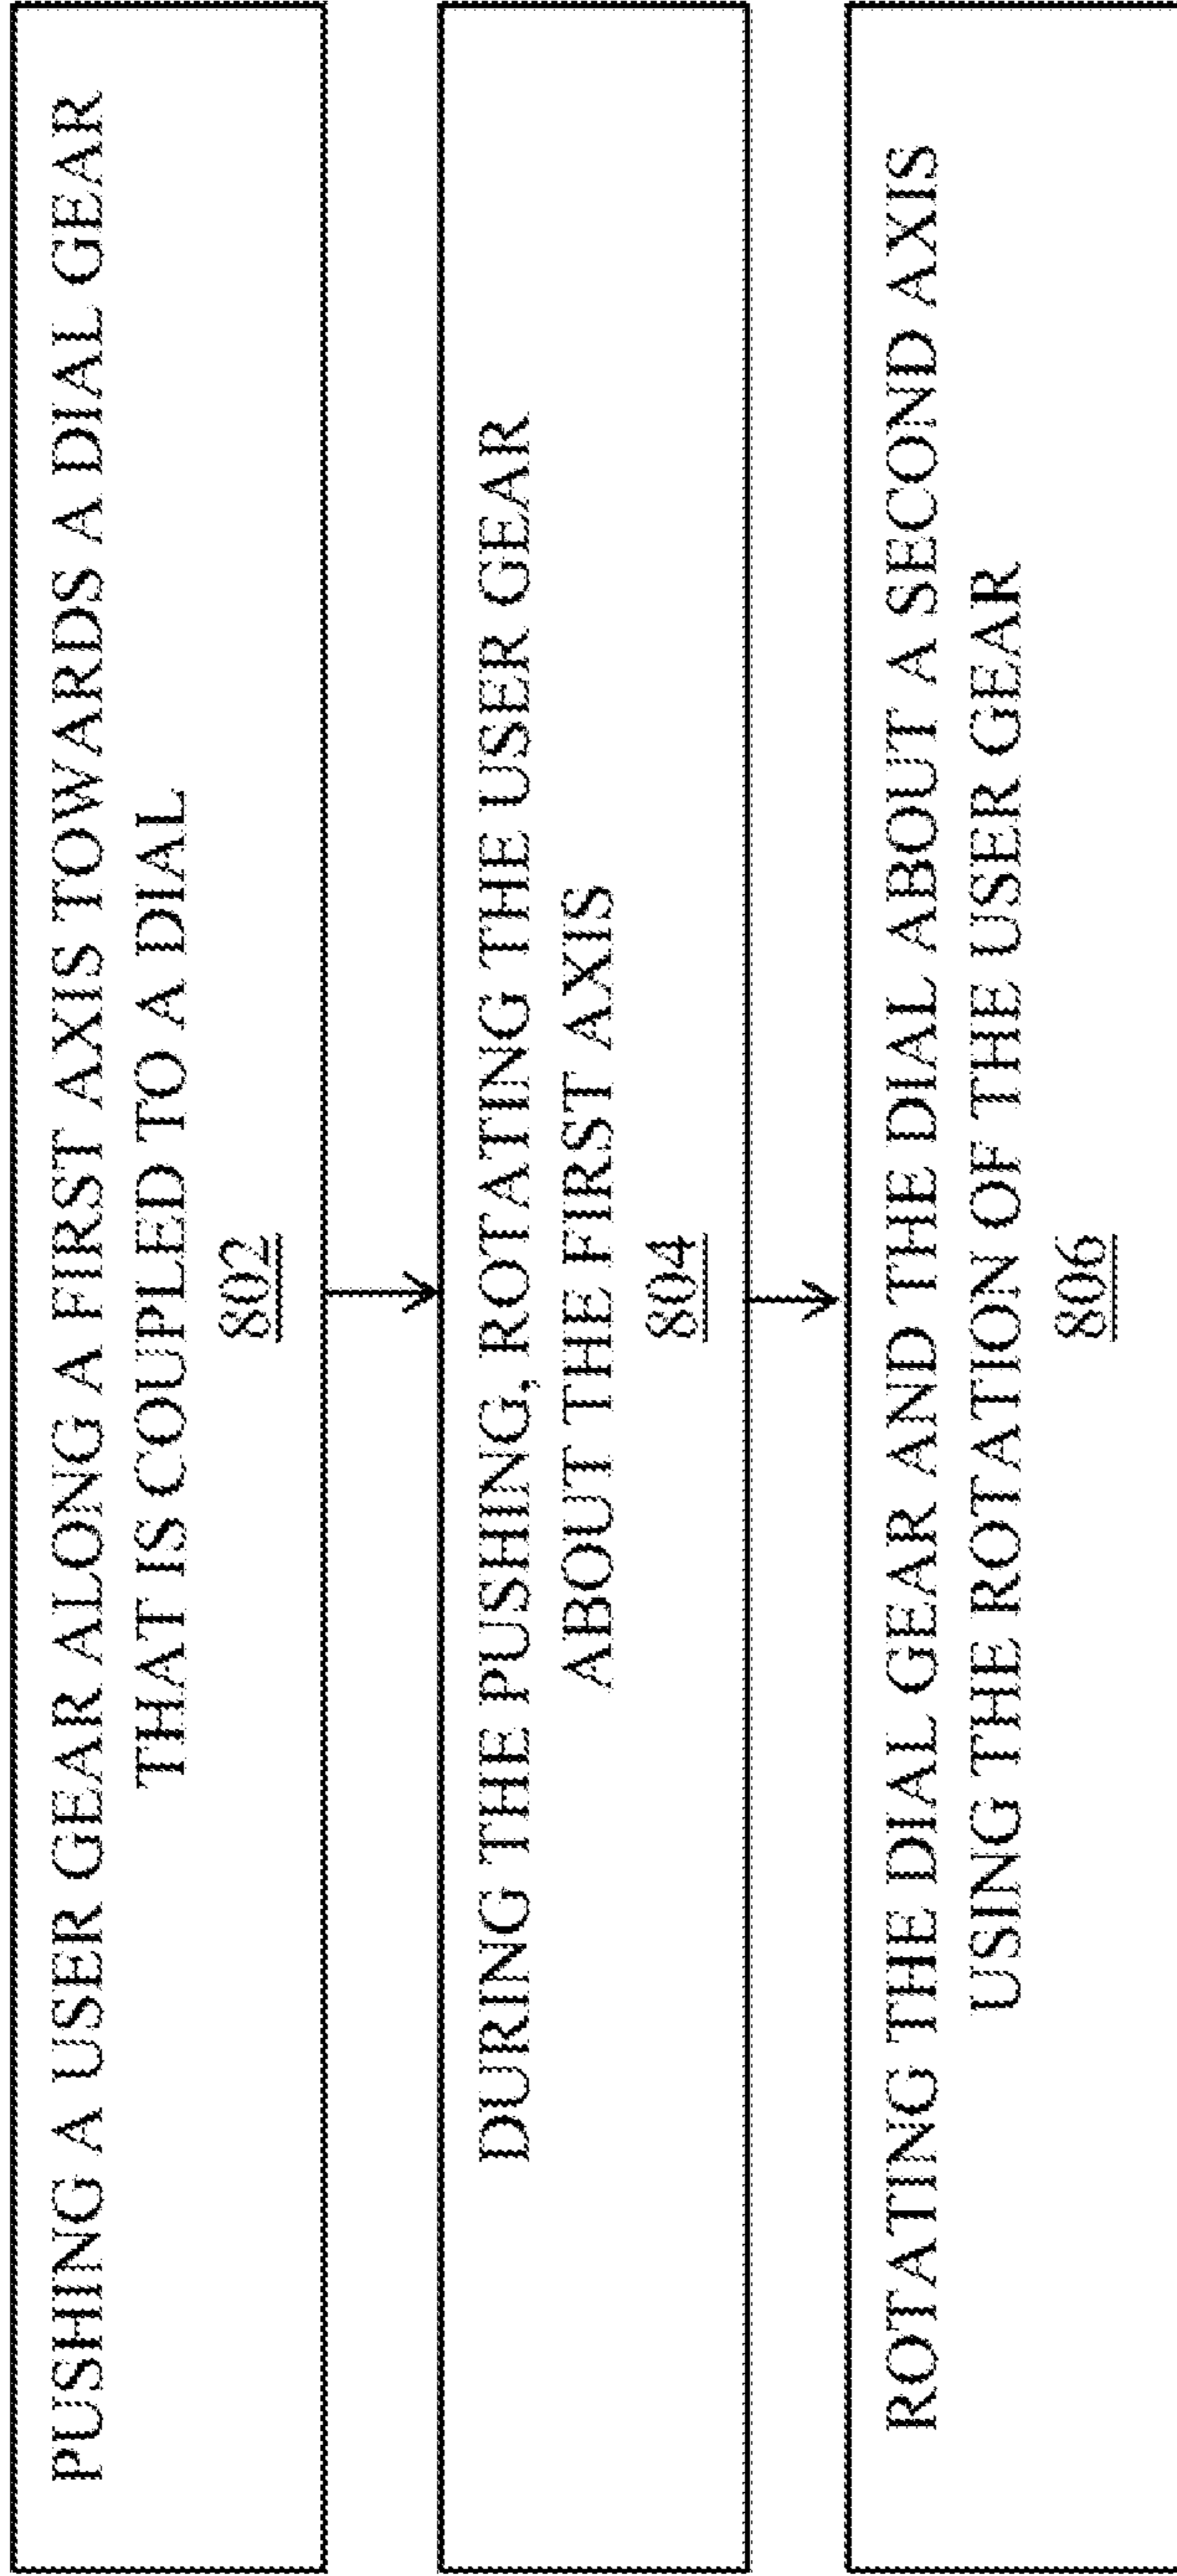 PUSHING A USER GEAR ALONG A FIRST AXIS TOWARDS A DIAL GEAR
THAT IS COUPLED TO A DIAL
802
DURING THE PUSHING, ROTATING THE USER GEAR
ABOUT THE FIRST AXIS
804
ROTATING THE DIAL GEAR AND THE DIAL ABOUT A SECOND AXIS
USING THE ROTATION OF THE USER GEAR
806